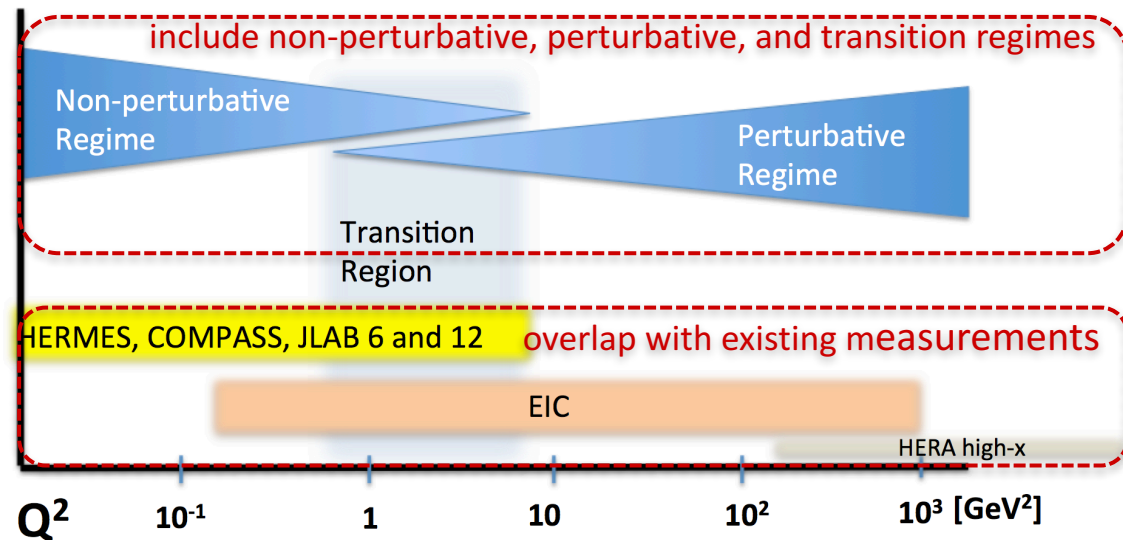 include non-perturbative, perturbative, and transition regimes
Non-perturbative
Regime
Perturbative
Regime
Transition
Region
HERMES, COMPASS, JLAB 6 and 12
overlap with existing measurements
EIC
HERA high-x
Q² 10⁻¹ 1 10 10² 10³ [GeV²]